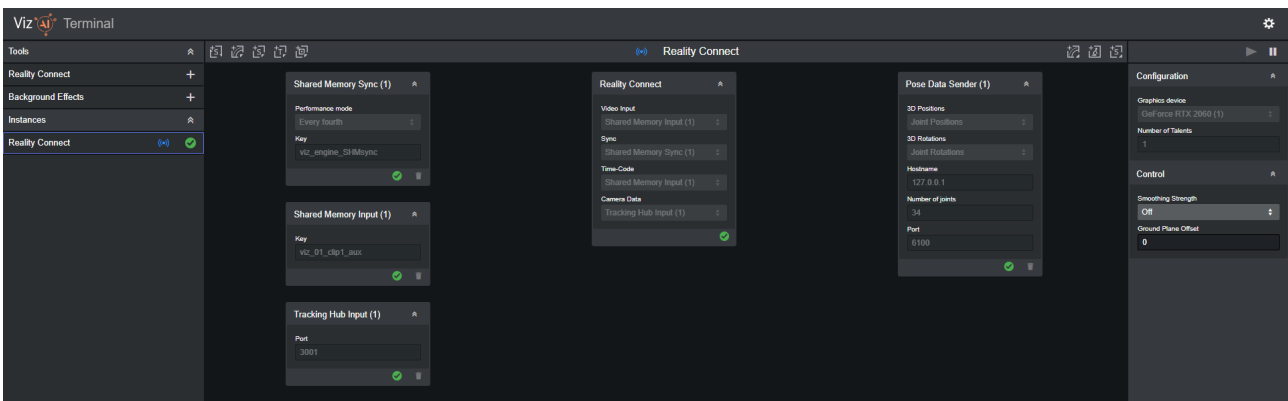 Viz AI Terminal
Tools
Reality Connect
Background Effects
Instances
Reality Connect
Reality Connect
Shared Memory Sync (1)
Performance mode
Every fourth
Key
viz_engine_SHMsync
Shared Memory Input (1)
Key
viz_01_clip1_aux
Tracking Hub Input (1)
Port
3001
Reality Connect
Video Input
Shared Memory Input (1)
Sync
Shared Memory Sync (1)
Time-Code
Shared Memory Input (1)
Camera Data
Tracking Hub Input (1)
Pose Data Sender (1)
3D Positions
Joint Positions
3D Rotations
Joint Rotations
Hostname
127.0.0.1
Number of joints
34
Port
6100
Configuration
Graphics device
GeForce RTX 2060 (1)
Number of Talents
1
Control
Smoothing Strength
Off
Ground Plane Offset
0